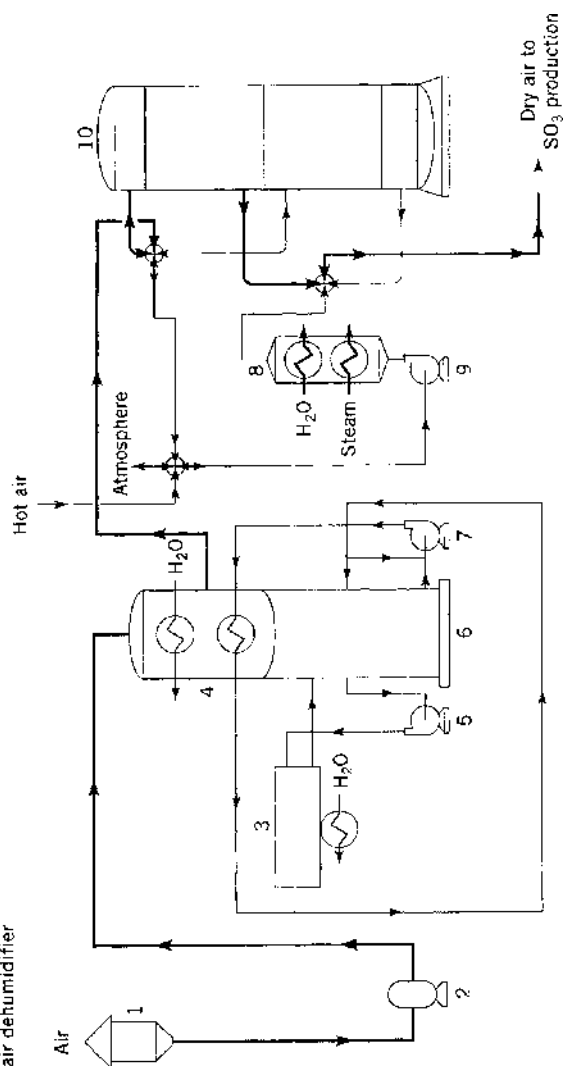 air dehumidifier
Air
1
2
3
H₂O
4
H₂O
5
6
7
Hot air
Atmosphere
8
H₂O
Steam
9
10
Dry air to
SO₃ production